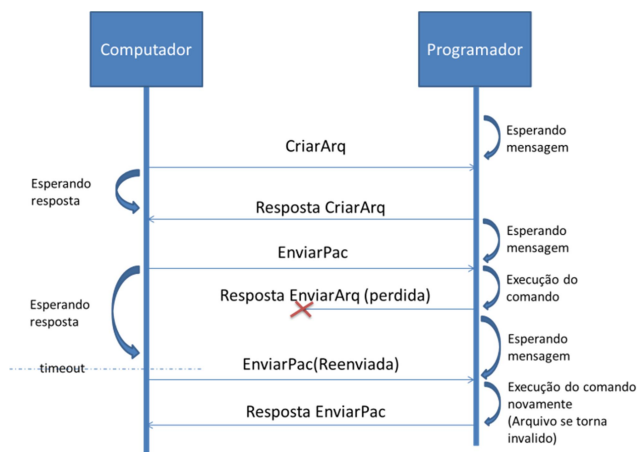 Computador
Programador
Esperando
mensagem
CriarArq
Esperando
resposta
Resposta CriarArq
Esperando
mensagem
EnviarPac
Execução do
comando
Resposta EnviarArq (perdida)
Esperando
resposta
Esperando
mensagem
timeout
EnviarPac(Reenviada)
Execução do comando
novamente
(Arquivo se torna
invalido)
Resposta EnviarPac